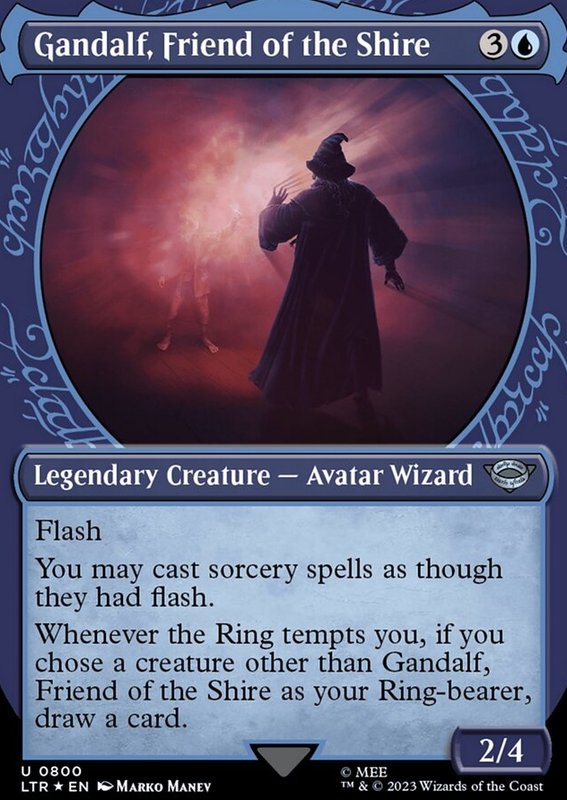 Gandalf, Friend of the Shire 3
Legendary Creature — Avatar Wizard
Flash
You may cast sorcery spells as though
they had flash.
Whenever the Ring tempts you, if you
chose a creature other than Gandalf,
Friend of the Shire as your Ring-bearer,
draw a card.
2/4
U 0800
LTR ★ EN Marko Manev
© MEE
™ & © 2023 Wizards of the Coast